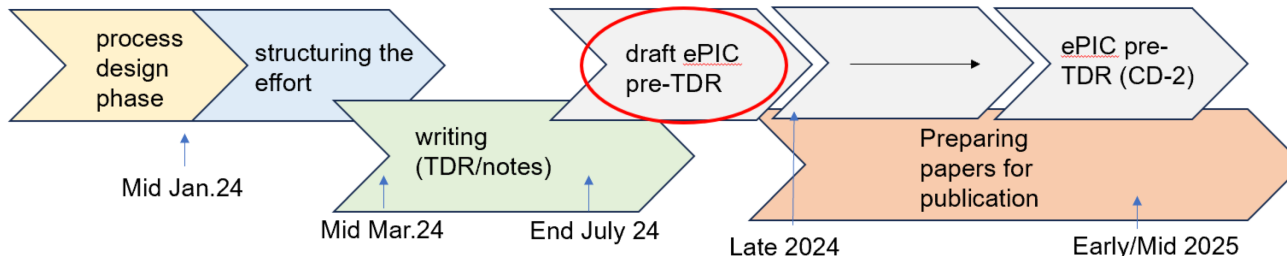 process
design
phase
structuring the
effort
draft ePIC
pre-TDR
ePIC pre-
TDR (CD-2)
writing
(TDR/notes)
Preparing
papers for
publication
Mid Jan.24
Mid Mar.24
End July 24
Late 2024
Early/Mid 2025